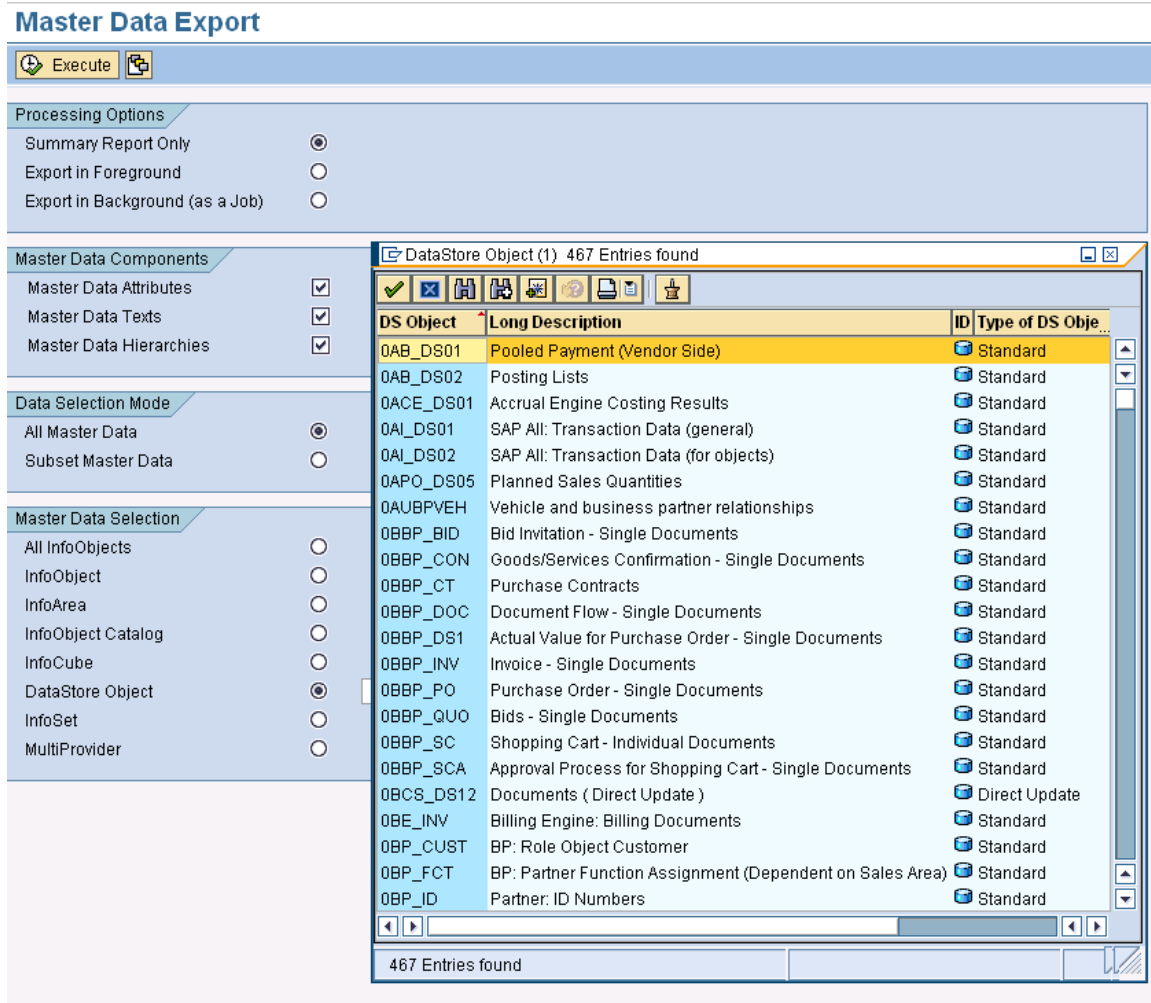 Master Data Export
Execute
Processing Options
Summary Report Only
Export in Foreground
Export in Background (as a Job)
Master Data Components
Master Data Attributes
Master Data Texts
Master Data Hierarchies
Data Selection Mode
All Master Data
Subset Master Data
Master Data Selection
All InfoObjects
InfoObject
InfoArea
InfoObject Catalog
InfoCube
DataStore Object
InfoSet
MultiProvider
DataStore Object (1) 467 Entries found
DS Object Long Description ID Type of DS Obje...
0AB_DS01 Pooled Payment (Vendor Side) Standard
0AB_DS02 Posting Lists Standard
0ACE_DS01 Accrual Engine Costing Results Standard
0AI_DS01 SAP AII: Transaction Data (general) Standard
0AI_DS02 SAP AII: Transaction Data (for objects) Standard
0APO_DS05 Planned Sales Quantities Standard
0AUBPVEH Vehicle and business partner relationships Standard
0BBP_BID Bid Invitation - Single Documents Standard
0BBP_CON Goods/Services Confirmation - Single Documents Standard
0BBP_CT Purchase Contracts Standard
0BBP_DOC Document Flow - Single Documents Standard
0BBP_DS1 Actual Value for Purchase Order - Single Documents Standard
0BBP_INV Invoice - Single Documents Standard
0BBP_PO Purchase Order - Single Documents Standard
0BBP_QUO Bids - Single Documents Standard
0BBP_SC Shopping Cart - Individual Documents Standard
0BBP_SCA Approval Process for Shopping Cart - Single Documents Standard
0BCS_DS12 Documents ( Direct Update ) Direct Update
0BE_INV Billing Engine: Billing Documents Standard
0BP_CUST BP: Role Object Customer Standard
0BP_FCT BP: Partner Function Assignment (Dependent on Sales Area) Standard
0BP_ID Partner: ID Numbers Standard
467 Entries found